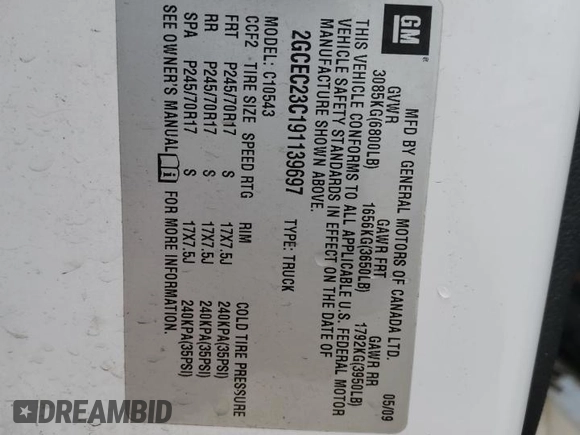 GM
®
MFD BY GENERAL MOTORS OF CANADA LTD. 05/09
GVWR GAWR FRT GAWR RR
3085KG(6800LB) 1656KG(3650LB) 1792KG(3950LB)
THIS VEHICLE CONFORMS TO ALL APPLICABLE U.S. FEDERAL MOTOR
VEHICLE SAFETY STANDARDS IN EFFECT ON THE DATE OF
MANUFACTURE SHOWN ABOVE.
2GCEC23C191139697 TYPE: TRUCK
MODEL: C10543
CCF2 TIRE SIZE SPEED RTG RIM COLD TIRE PRESSURE
FRT P245/70R17 S 17X7.5J 240KPA(35PSI)
RR P245/70R17 S 17X7.5J 240KPA(35PSI)
SPA P245/70R17 S 17X7.5J 240KPA(35PSI)
SEE OWNER'S MANUAL FOR MORE INFORMATION.
DREAMBID